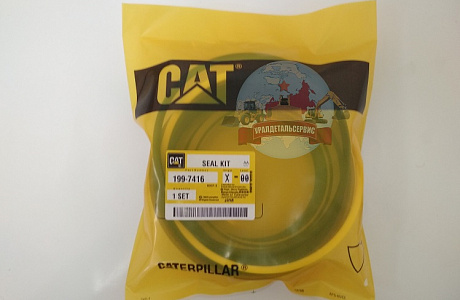 CAT
УРАЛДЕТАЛЬСЕРВИС
CAT
SEAL KIT
199-7416
X - 00
1 SET
CATERPILLAR